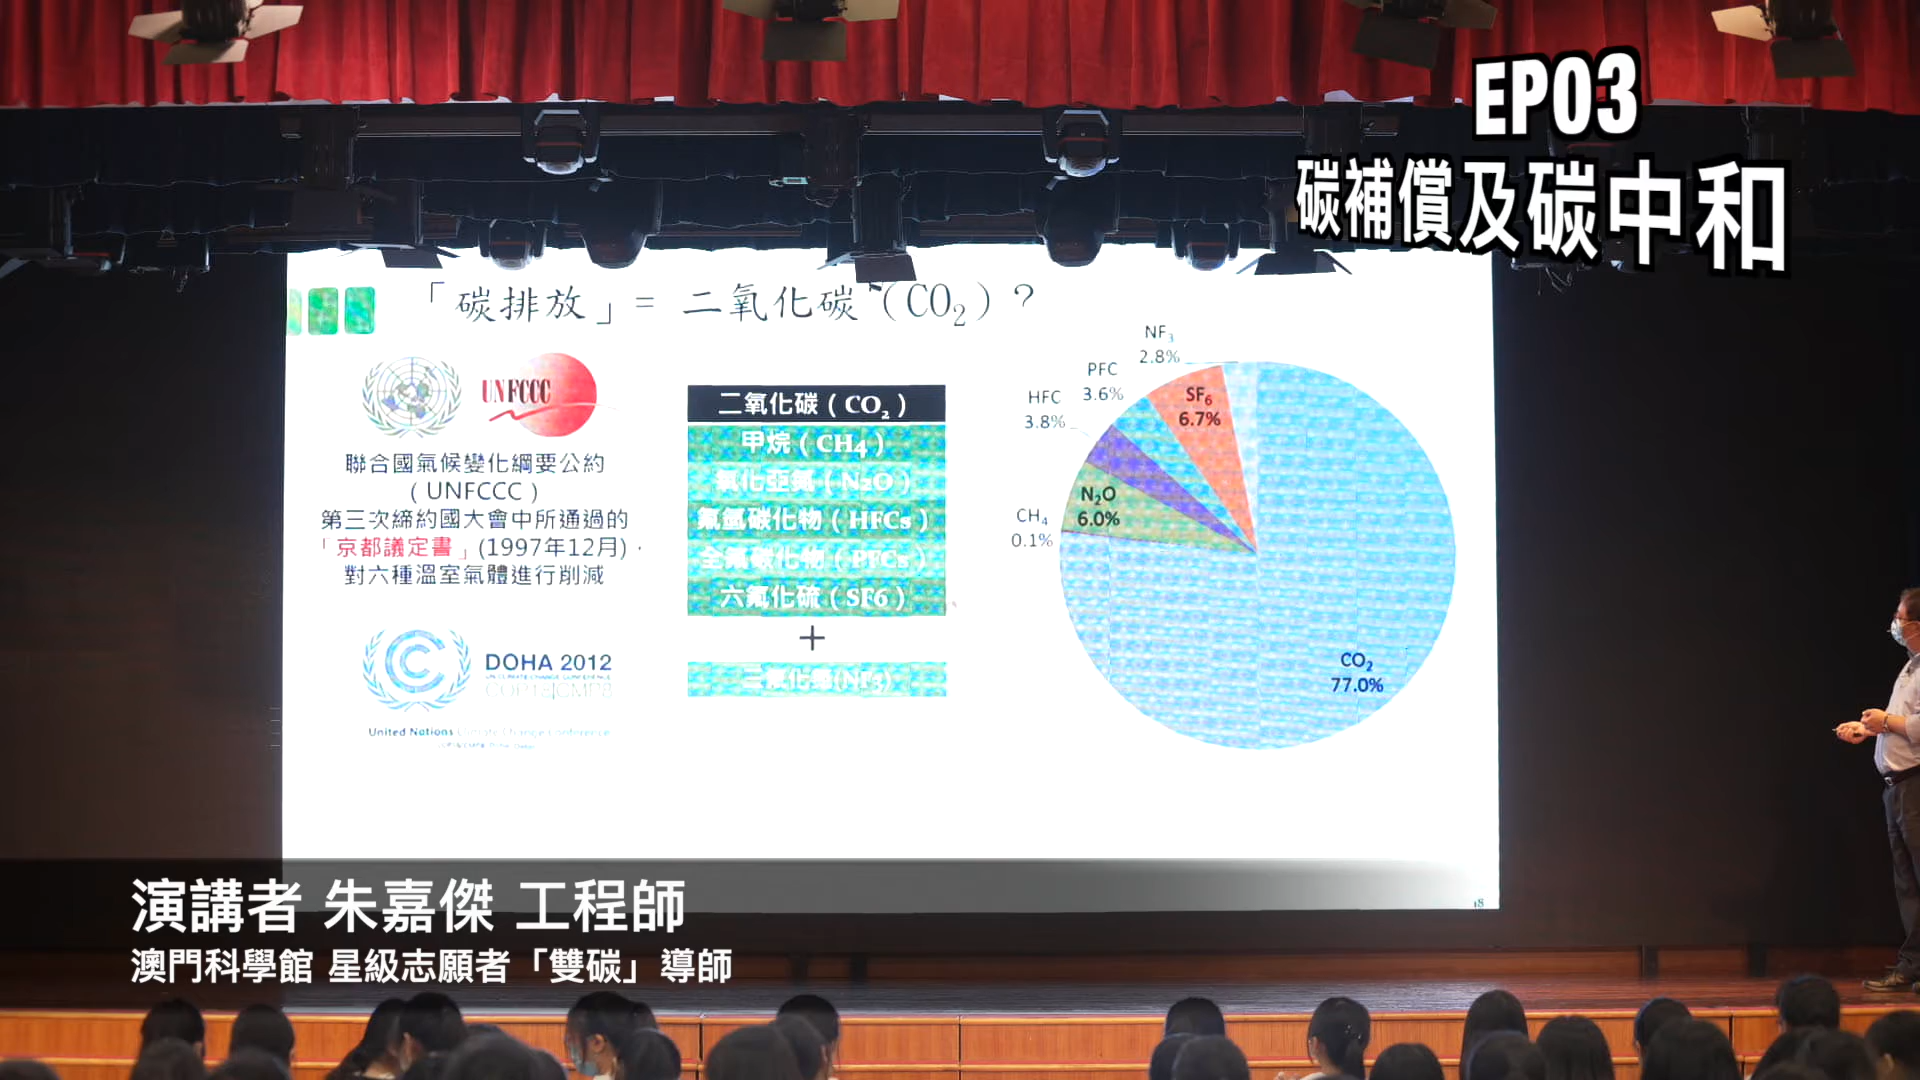 EP03
碳補償及碳中和
「碳排放」= 二氧化碳 (CO₂)？
UNFCCC
聯合國氣候變化綱要公約
( UNFCCC )
第三次締約國大會中所通過的
「京都議定書」(1997年12月)，
對六種溫室氣體進行削減
DOHA 2012
UN CLIMATE CHANGE CONFERENCE
COP18|CMP8
United Nations Climate Change Conference
二氧化碳 ( CO₂ )
甲烷 ( CH4 )
氧化亞氮 ( N2O )
氫氟碳化物 ( HFCs )
全氟碳化物 ( PFCs )
六氟化硫 ( SF6 )
+
三氟化氮(NF3)
NF₃
2.8%
PFC
3.6%
HFC
3.8%
SF₆
6.7%
N₂O
6.0%
CH₄
0.1%
CO₂
77.0%
18
演講者 朱嘉傑 工程師
澳門科學館 星級志願者「雙碳」導師